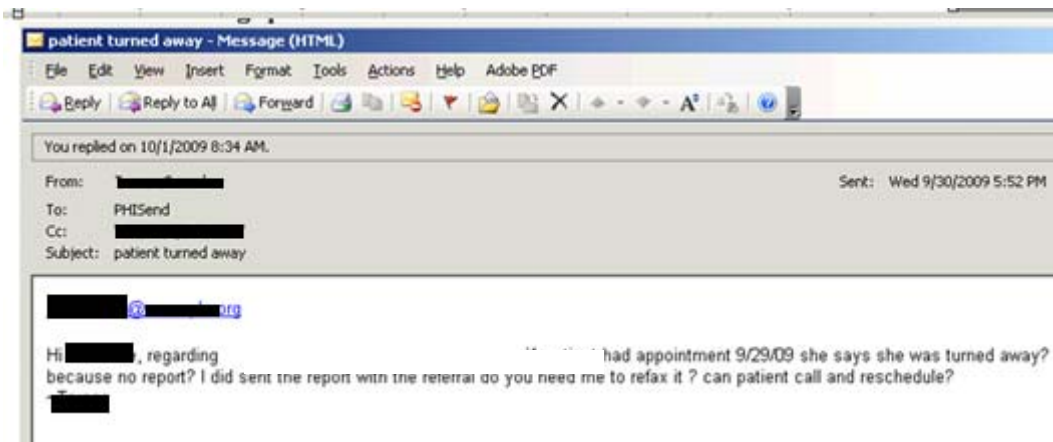 patient turned away - Message (HTML)
File Edit View Insert Format Tools Actions Help Adobe PDF
Reply Reply to All Forward
You replied on 10/1/2009 8:34 AM.
From: Sent: Wed 9/30/2009 5:52 PM
To: PHISend
Cc:
Subject: patient turned away
@ org
Hi , regarding had appointment 9/29/09 she says she was turned away?
because no report? I did sent the report with the referral do you need me to refax it ? can patient call and reschedule?